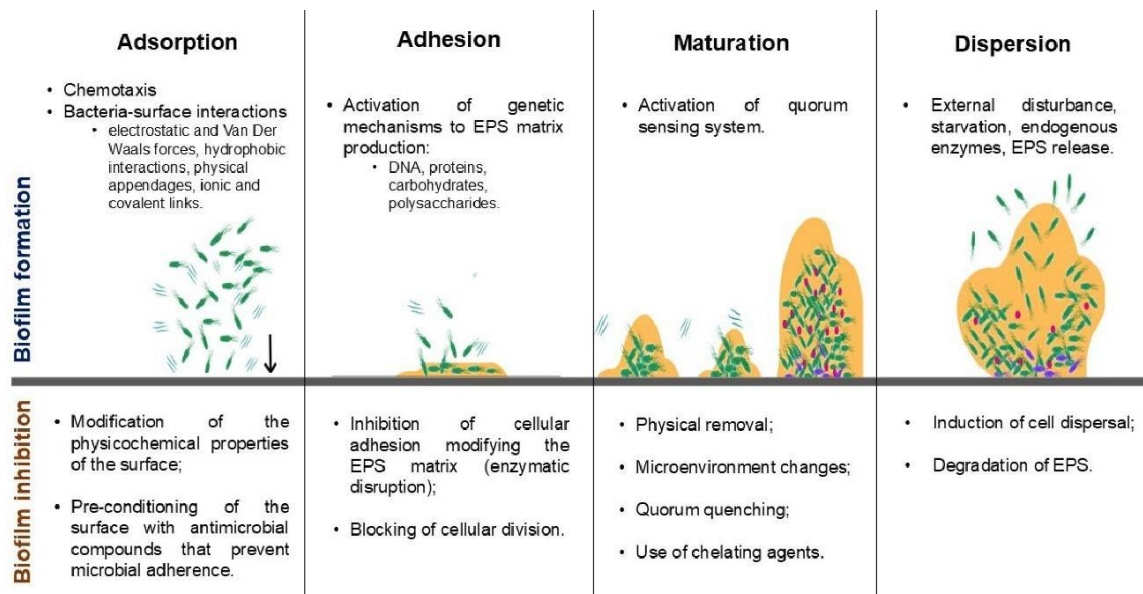 Adsorption
• Chemotaxis
• Bacteria-surface interactions
• electrostatic and Van Der
Waals forces, hydrophobic
interactions, physical
appendages, ionic and
covalent links.
Adhesion
• Activation of genetic
mechanisms to EPS matrix
production:
• DNA, proteins,
carbohydrates,
polysaccharides.
Maturation
• Activation of quorum
sensing system.
Dispersion
• External disturbance,
starvation, endogenous
enzymes, EPS release.
Biofilm formation
Biofilm inhibition
• Modification of the
physicochemical properties
of the surface;
• Pre-conditioning of the
surface with antimicrobial
compounds that prevent
microbial adherence.
• Inhibition of cellular
adhesion modifying the
EPS matrix (enzymatic
disruption);
• Blocking of cellular division.
• Physical removal;
• Microenvironment changes;
• Quorum quenching;
• Use of chelating agents.
• Induction of cell dispersal;
• Degradation of EPS.